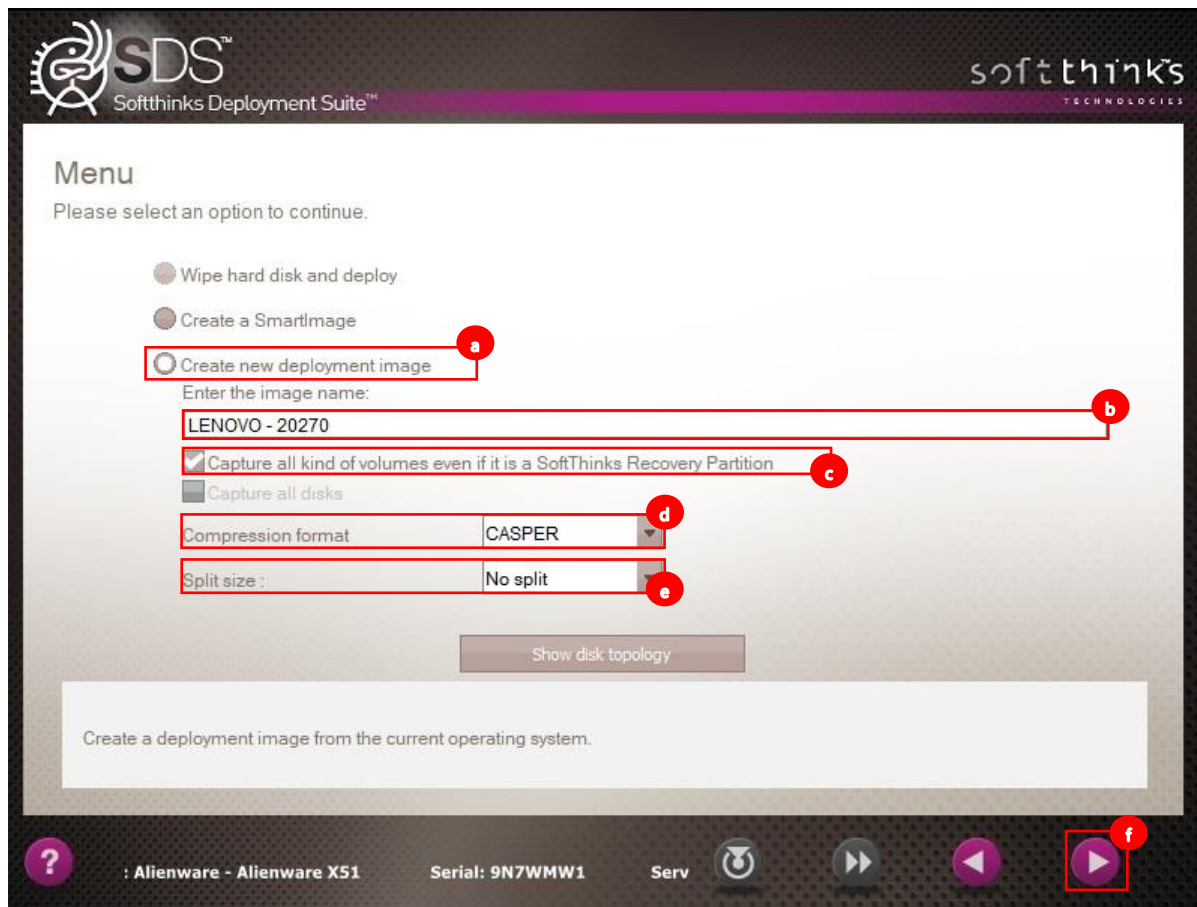 SDS™
Softthinks Deployment Suite™
softthinks
TECHNOLOGIES
Menu
Please select an option to continue.
Wipe hard disk and deploy
Create a SmartImage
a
Create new deployment image
Enter the image name:
b
LENOVO - 20270
Capture all kind of volumes even if it is a SoftThinks Recovery Partition
c
Capture all disks
d
Compression format CASPER
Split size : No split
e
Show disk topology
Create a deployment image from the current operating system.
f
? : Alienware - Alienware X51 Serial: 9N7WMW1 Serv